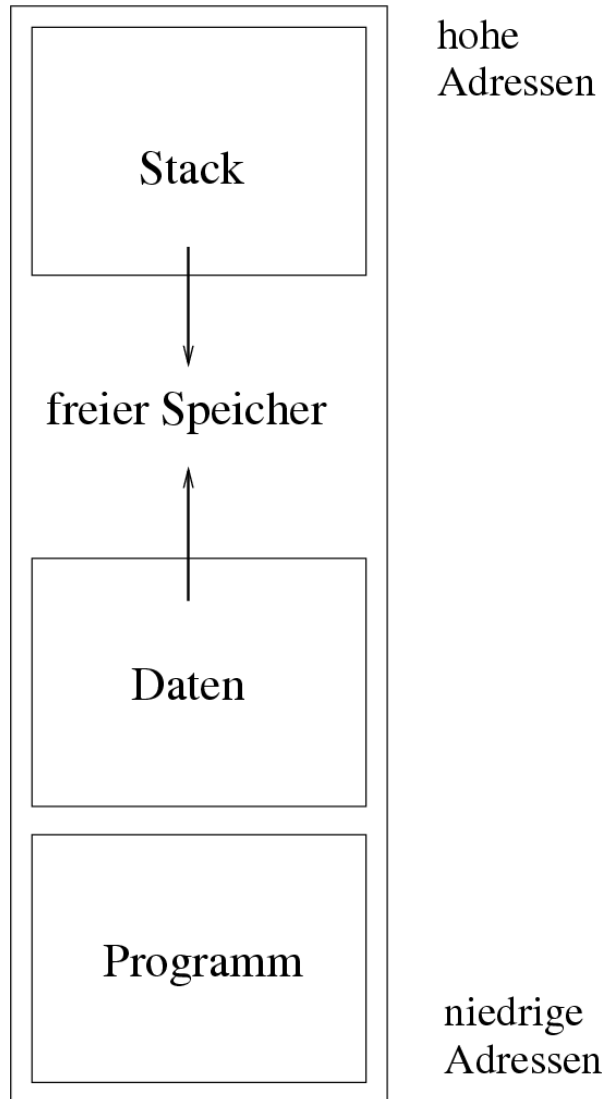 hohe
Adressen
Stack
freier Speicher
Daten
Programm
niedrige
Adressen